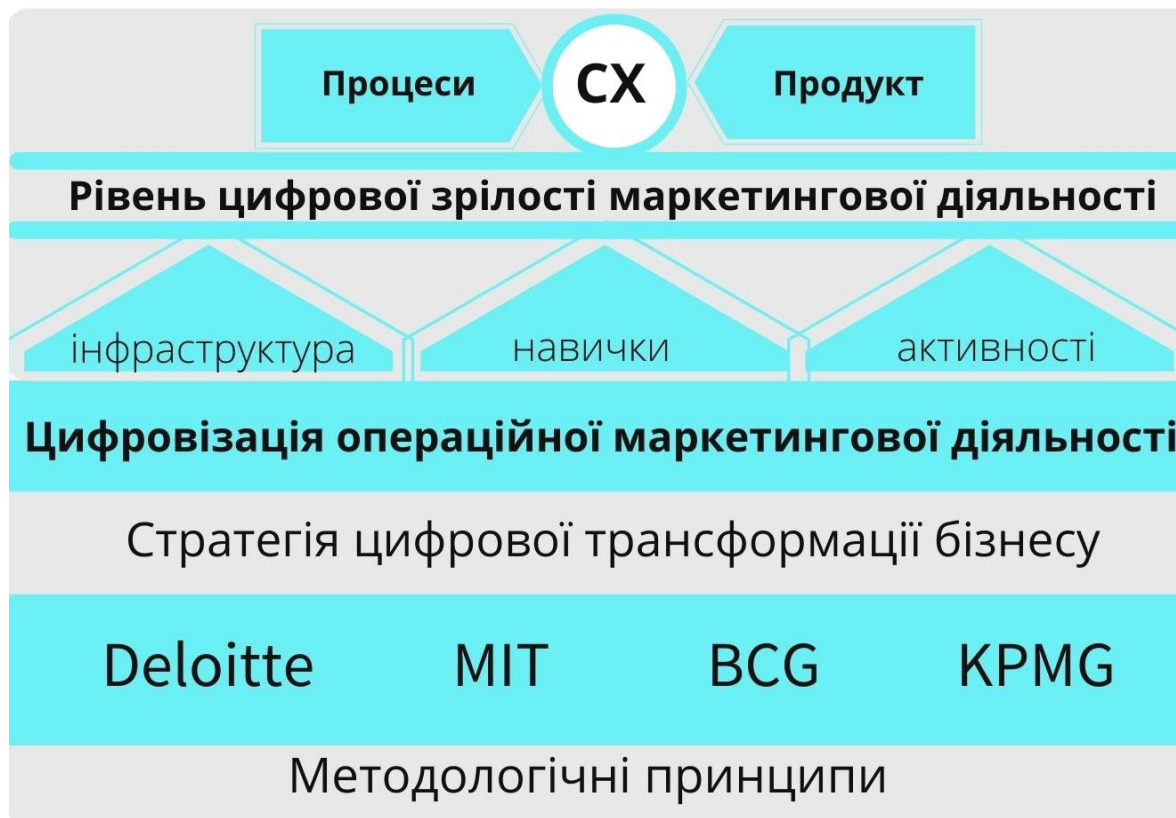 Процеси СХ Продукт
Рівень цифрової зрілості маркетингової діяльності
інфраструктура навички активності
Цифровізація операційної маркетингової діяльності
Стратегія цифрової трансформації бізнесу
Deloitte MIT BCG KPMG
Методологічні принципи